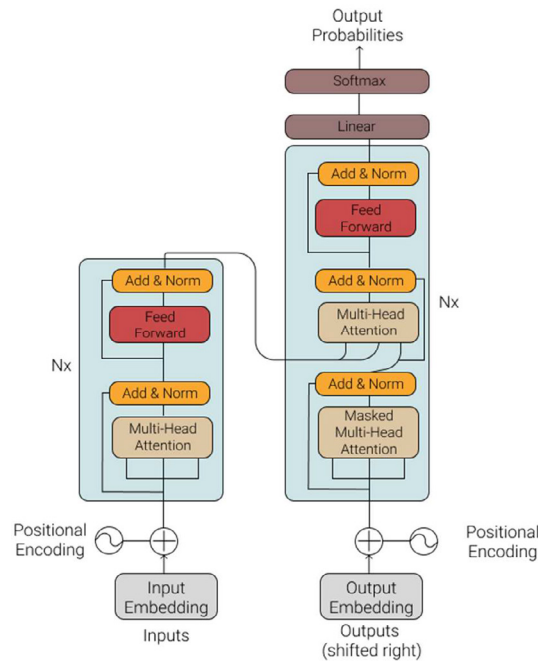 Output
Probabilities
Softmax
Linear
Add & Norm
Feed
Forward
Add & Norm
Multi-Head
Attention
Nx
Add & Norm
Masked
Multi-Head
Attention
Add & Norm
Feed
Forward
Nx
Add & Norm
Multi-Head
Attention
Positional
Encoding
Positional
Encoding
Input
Embedding
Inputs
Output
Embedding
Outputs
(shifted right)